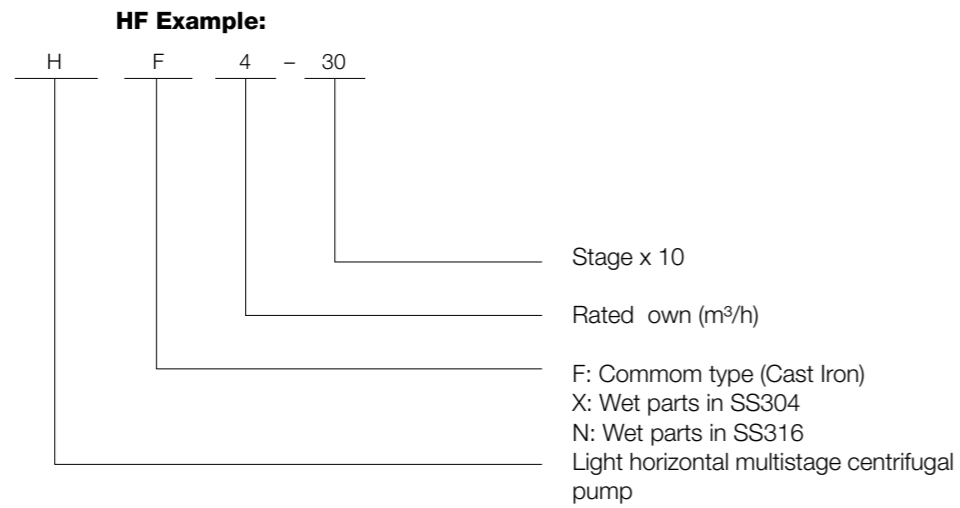 HF Example:
H F 4 – 30
Stage x 10
Rated own (m³/h)
F: Commom type (Cast Iron)
X: Wet parts in SS304
N: Wet parts in SS316
Light horizontal multistage centrifugal
pump